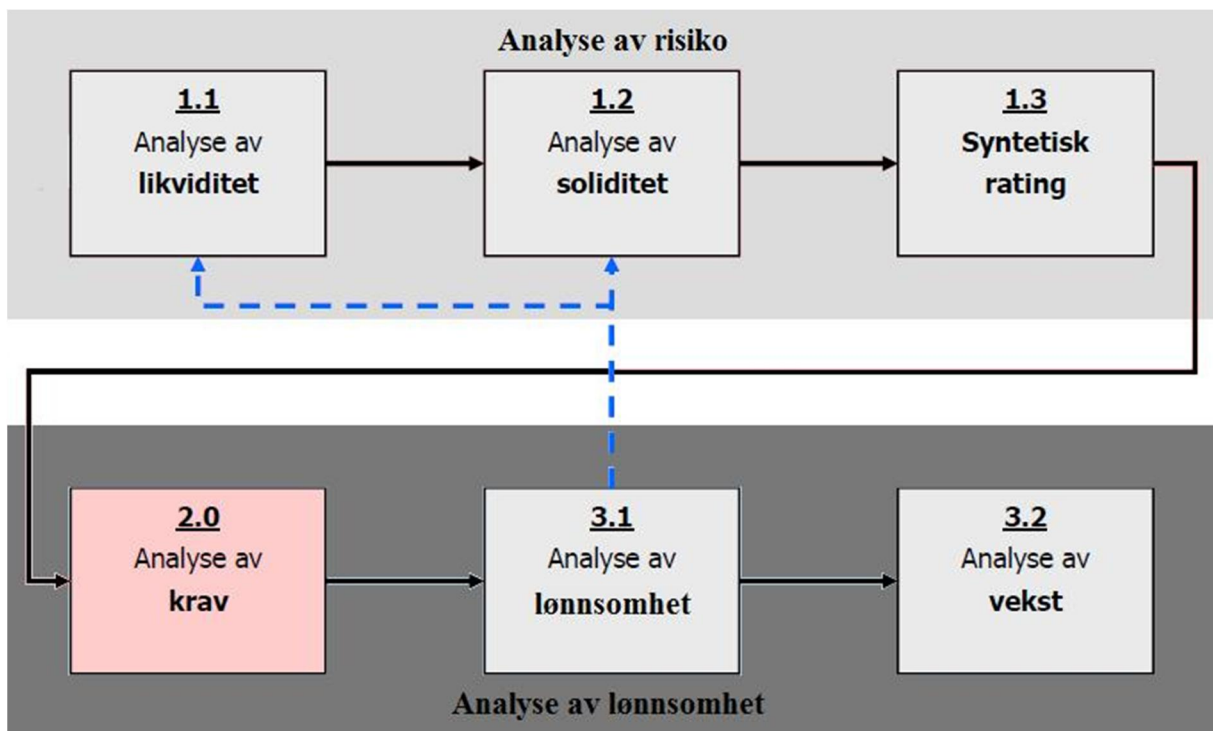 Analyse av risiko
1.1
Analyse av
likviditet
1.2
Analyse av
soliditet
1.3
Syntetisk
rating
2.0
Analyse av
krav
3.1
Analyse av
lønnsomhet
3.2
Analyse av
vekst
Analyse av lønnsomhet